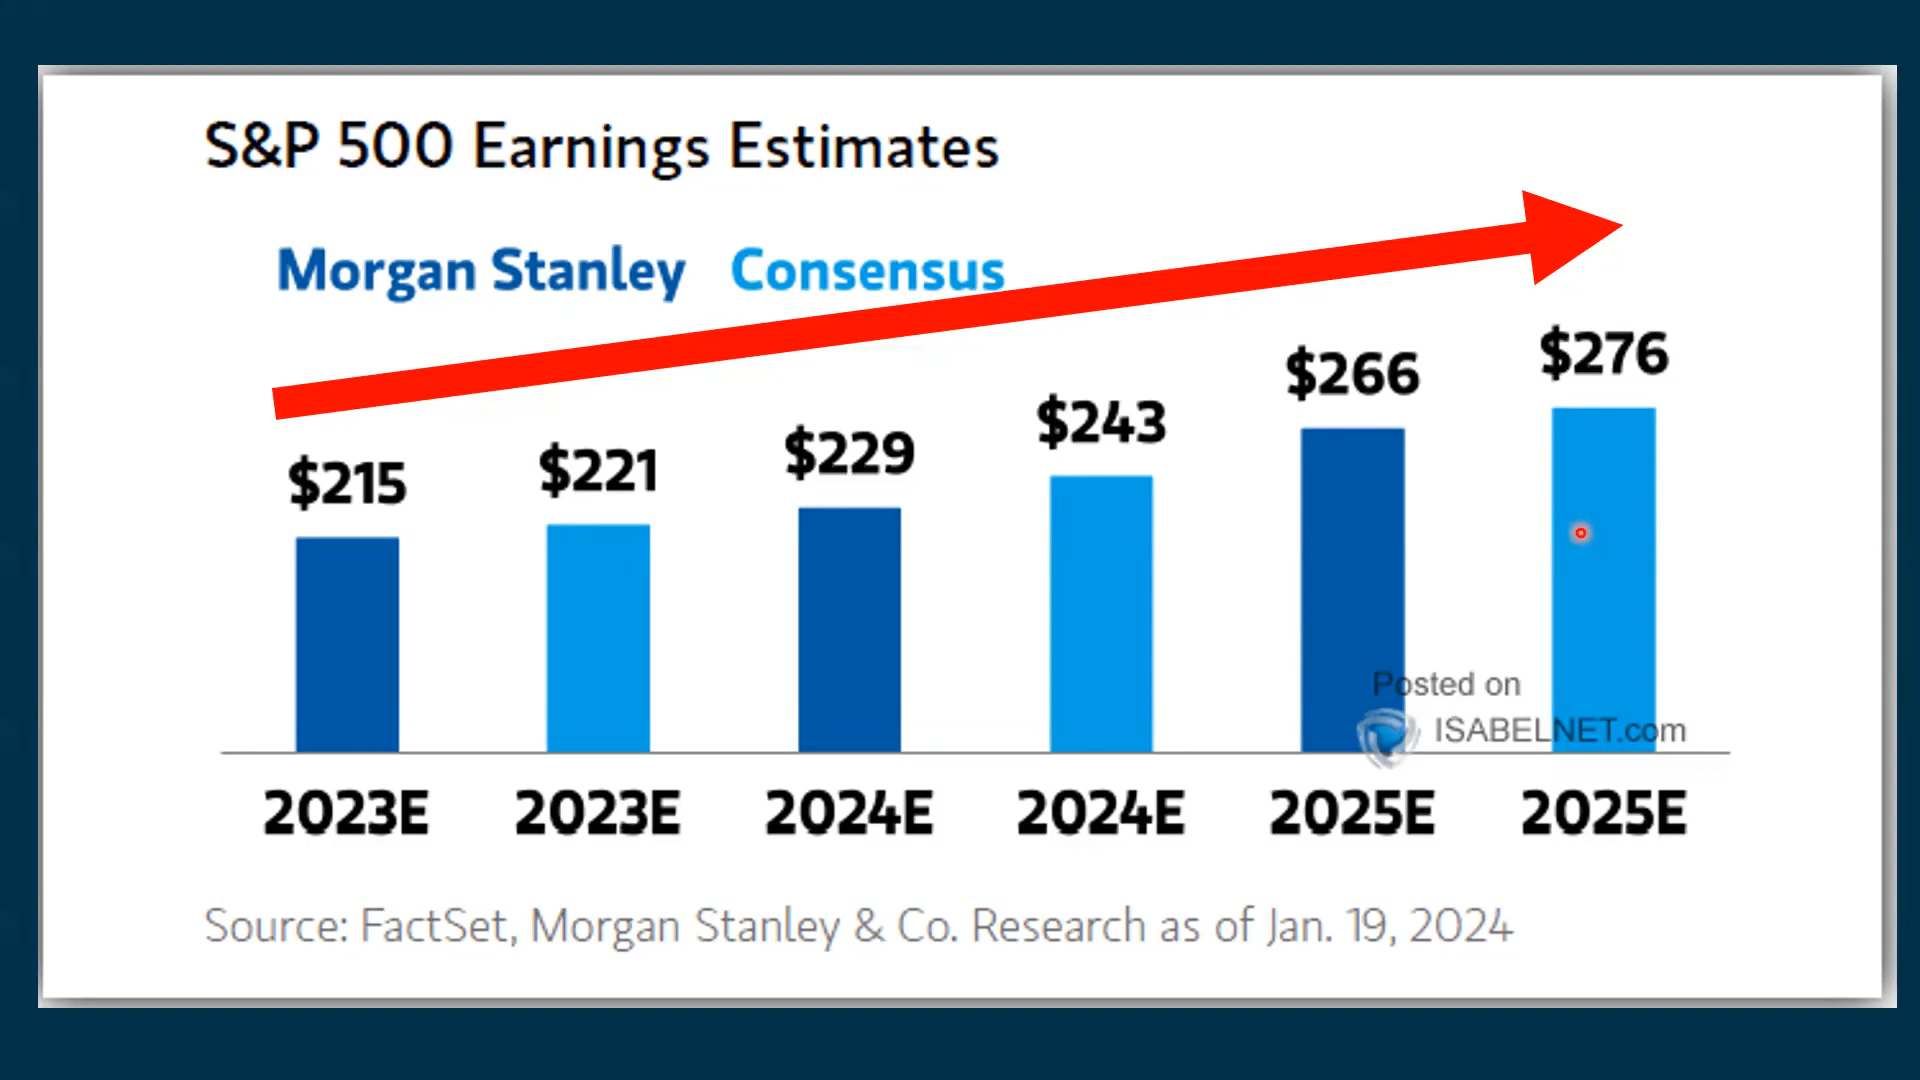 S&P 500 Earnings Estimates
Morgan Stanley Consensus
$215 $221 $229 $243 $266 $276
Posted on
ISABELNET.com
2023E 2023E 2024E 2024E 2025E 2025E
Source: FactSet, Morgan Stanley & Co. Research as of Jan. 19, 2024